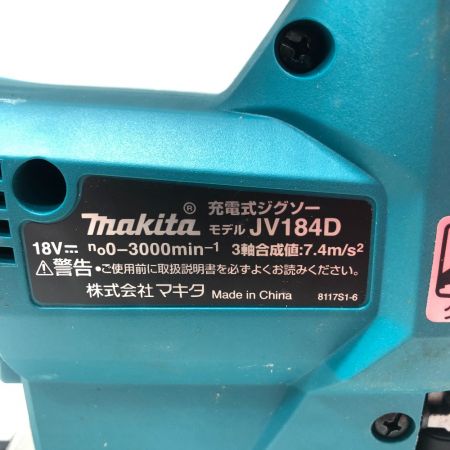 makita® 充電式ジグソー
モデル JV184D
18V⎓ n₀0-3000min⁻¹ 3軸合成値:7.4m/s²
⚠警告 •ご使用前に取扱説明書を必ずよくお読みください。
株式会社マキタ Made in China 8117S1-6